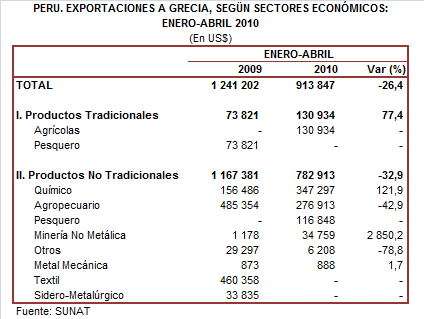 PERU. EXPORTACIONES A GRECIA, SEGÚN SECTORES ECONÓMICOS:
ENERO-ABRIL 2010
(En US$)
ENERO-ABRIL
2009 2010 Var (%)
TOTAL 1 241 202 913 847 -26,4
I. Productos Tradicionales 73 821 130 934 77,4
Agrícolas - 130 934 -
Pesquero 73 821 - -
II. Productos No Tradicionales 1 167 381 782 913 -32,9
Químico 156 486 347 297 121,9
Agropecuario 485 354 276 913 -42,9
Pesquero - 116 848 -
Minería No Metálica 1 178 34 759 2 850,2
Otros 29 297 6 208 -78,8
Metal Mecánica 873 888 1,7
Textil 460 358 - -
Sidero-Metalúrgico 33 835 - -
Fuente: SUNAT